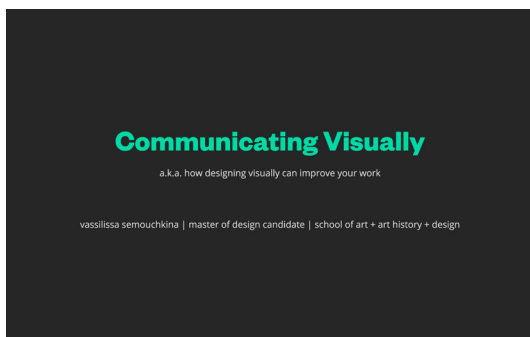 Communicating Visually
a.k.a. how designing visually can improve your work
vassilissa semouchkina | master of design candidate | school of art + art history + design